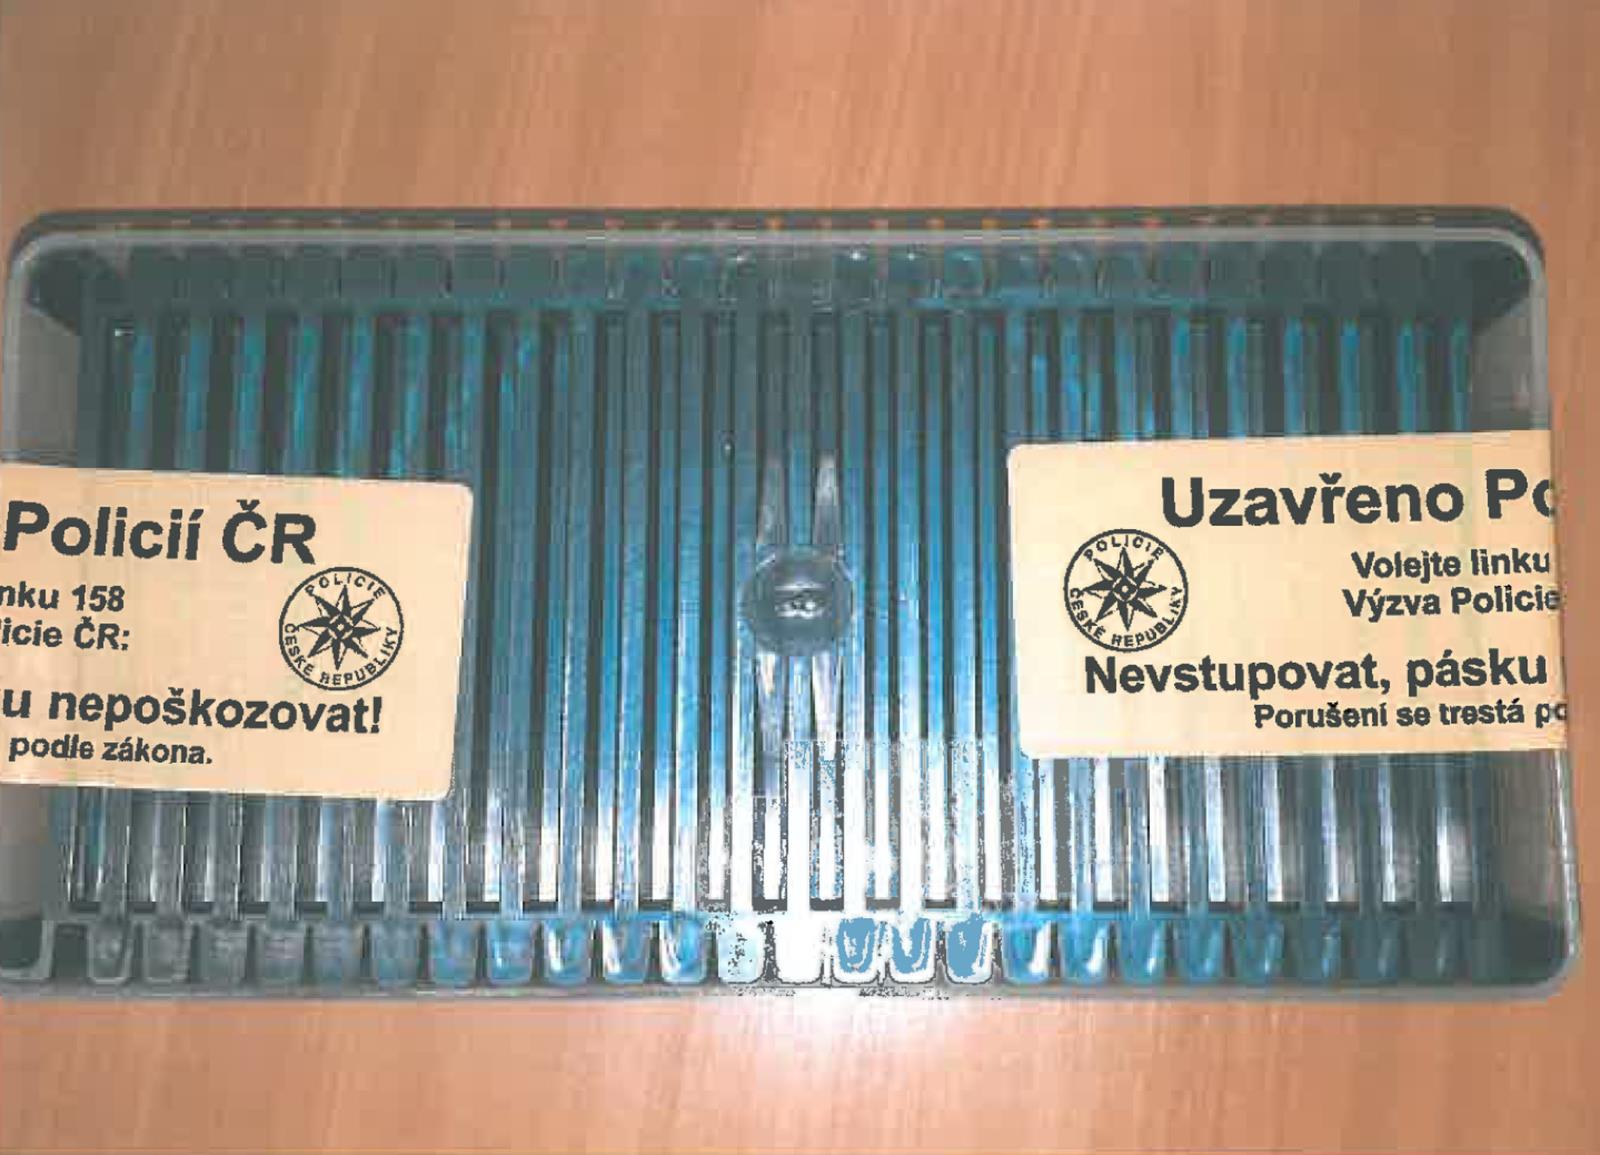 Policií ČR
nku 158
icie ČR:
u nepoškozovat!
podle zákona.
POLICIE
ČESKÉ REPUBLIKY
Uzavřeno Po
Volejte linku
Výzva Policie
Nevstupovat, pásku
Porušení se trestá po
POLICIE
ČESKÉ REPUBLIKY